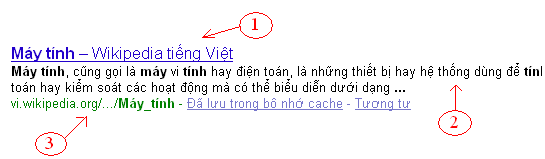 1
Máy tính – Wikipedia tiếng Việt
Máy tính, cũng gọi là máy vi tính hay điện toán, là những thiết bị hay hệ thống dùng để tính
toán hay kiểm soát các hoạt động mà có thể biểu diễn dưới dạng ...
vi.wikipedia.org/.../Máy_tính - Đã lưu trong bộ nhớ cache - Tương tự
3 2